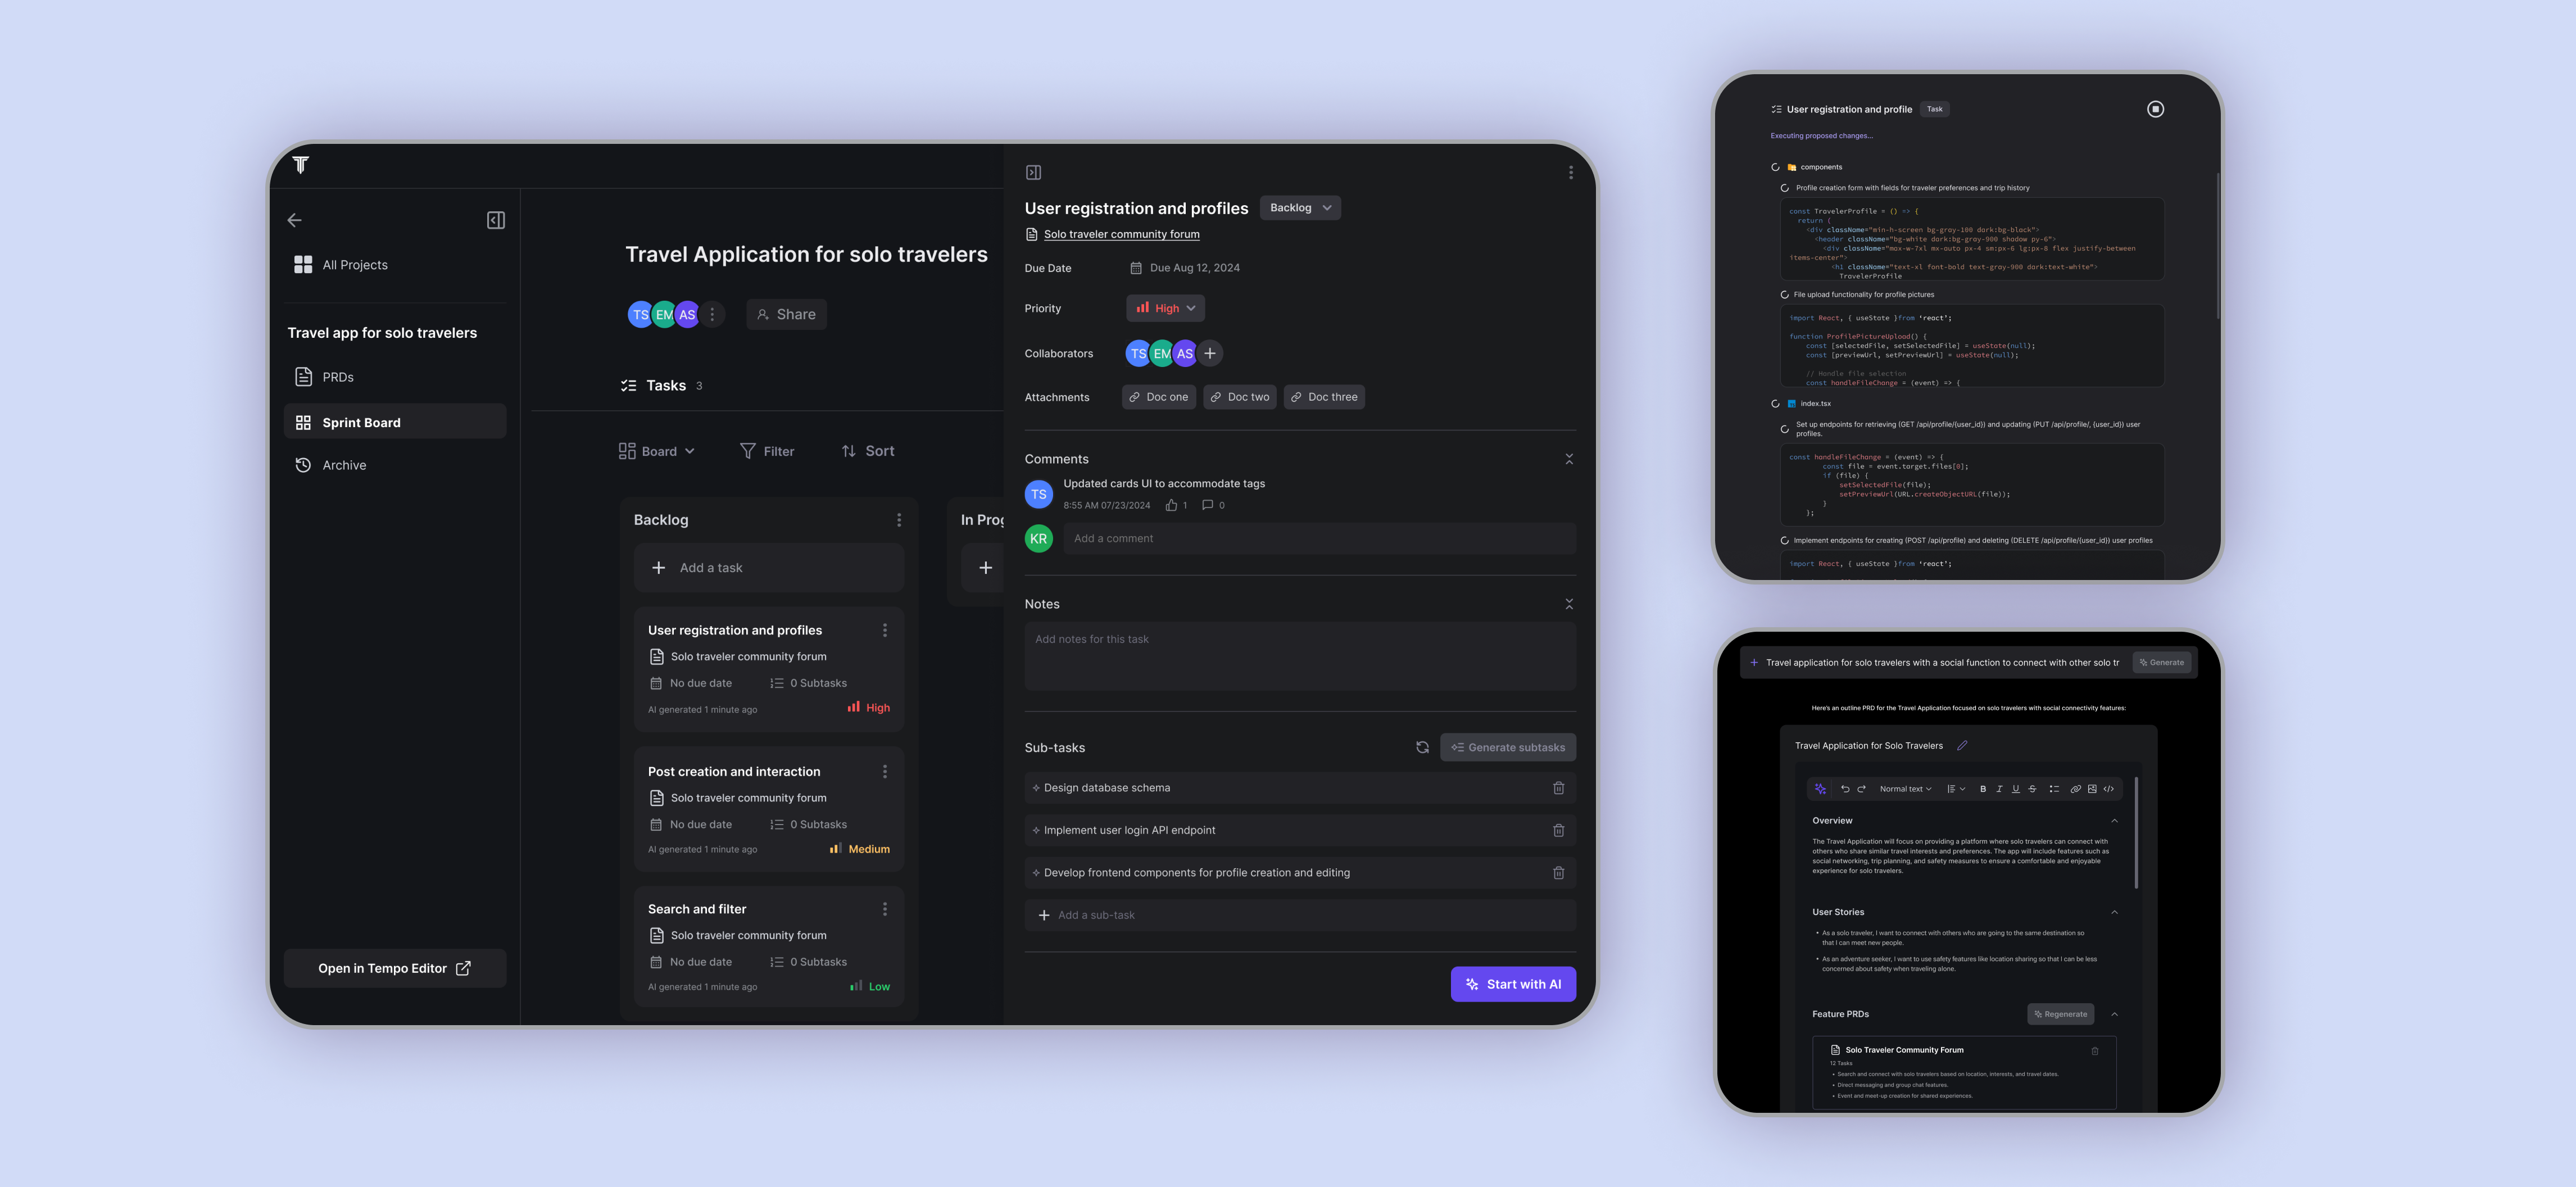 All Projects
Travel app for solo travelers
PRDs
Sprint Board
Archive
Open in Tempo Editor
Travel Application for solo travelers
TS EM AS
Share
Tasks 3
Board
Filter
Sort
Backlog
Add a task
User registration and profiles
Solo traveler community forum
No due date 0 Subtasks
AI generated 1 minute ago High
Post creation and interaction
Solo traveler community forum
No due date 0 Subtasks
AI generated 1 minute ago Medium
Search and filter
Solo traveler community forum
No due date 0 Subtasks
AI generated 1 minute ago Low
In Prog
User registration and profiles Backlog
Solo traveler community forum
Due Date Due Aug 12, 2024
Priority High
Collaborators TS EM AS
Attachments Doc one Doc two Doc three
Comments
TS Updated cards UI to accommodate tags
8:55 AM 07/23/2024 1 0
KR Add a comment
Notes
Add notes for this task
Sub-tasks Generate subtasks
Design database schema
Implement user login API endpoint
Develop frontend components for profile creation and editing
Add a sub-task
Start with AI
User registration and profile Task
Executing proposed changes...
components
Profile creation form with fields for traveler preferences and trip history
const TravelerProfile = () => {
return (
<div className="min-h-screen bg-gray-100 dark:bg-black">
<header className="bg-white dark:bg-gray-900 shadow py-6">
<div className="max-w-7xl mx-auto px-4 sm:px-6 lg:px-8 flex justify-between
items-center">
<h1 className="text-xl font-bold text-gray-900 dark:text-white">
TravelerProfile
File upload functionality for profile pictures
import React, { useState }from 'react';
function ProfilePictureUpload() {
const [selectedFile, setSelectedFile] = useState(null);
const [previewUrl, setPreviewUrl] = useState(null);
// Handle file selection
const handleFileChange = (event) => {
index.tsx
Set up endpoints for retrieving (GET /api/profile/{user_id}) and updating (PUT /api/profile/, {user_id}) user
profiles.
const handleFileChange = (event) => {
const file = event.target.files[0];
if (file) {
setSelectedFile(file);
setPreviewUrl(URL.createObjectURL(file));
}
};
Implement endpoints for creating (POST /api/profile) and deleting (DELETE /api/profile/{user_id}) user profiles
import React, { useState }from 'react';
Travel application for solo travelers with a social function to connect with other solo tr Generate
Here's an outline PRD for the Travel Application focused on solo travelers with social connectivity features:
Travel Application for Solo Travelers
Normal text B I U S </>
Overview
The Travel Application will focus on providing a platform where solo travelers can connect with
others who share similar travel interests and preferences. The app will include features such as
social networking, trip planning, and safety measures to ensure a comfortable and enjoyable
experience for solo travelers.
User Stories
• As a solo traveler, I want to connect with others who are going to the same destination so
that I can meet new people.
• As an adventure seeker, I want to use safety features like location sharing so that I can be less
concerned about safety when traveling alone.
Feature PRDs Regenerate
Solo Traveler Community Forum
12 Tasks
• Search and connect with solo travelers based on location, interests, and travel dates.
• Direct messaging and group chat features.
• Event and meet-up creation for shared experiences.